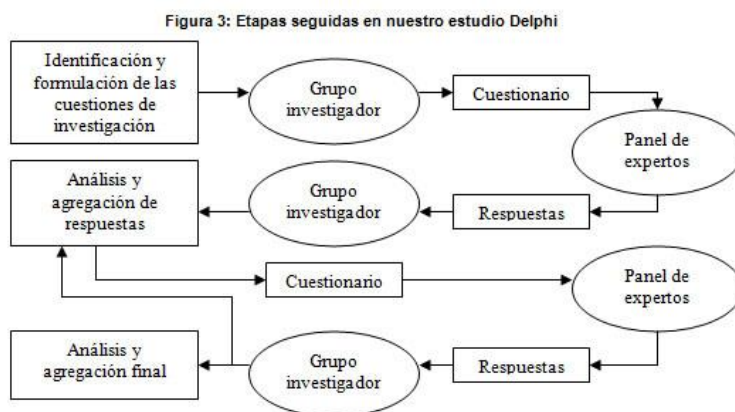 Figura 3: Etapas seguidas en nuestro estudio Delphi
Identificación y
formulación de las
cuestiones de
investigación
Grupo
investigador
Cuestionario
Panel de
expertos
Análisis y
agregación de
respuestas
Grupo
investigador
Respuestas
Cuestionario
Panel de
expertos
Análisis y
agregación final
Grupo
investigador
Respuestas